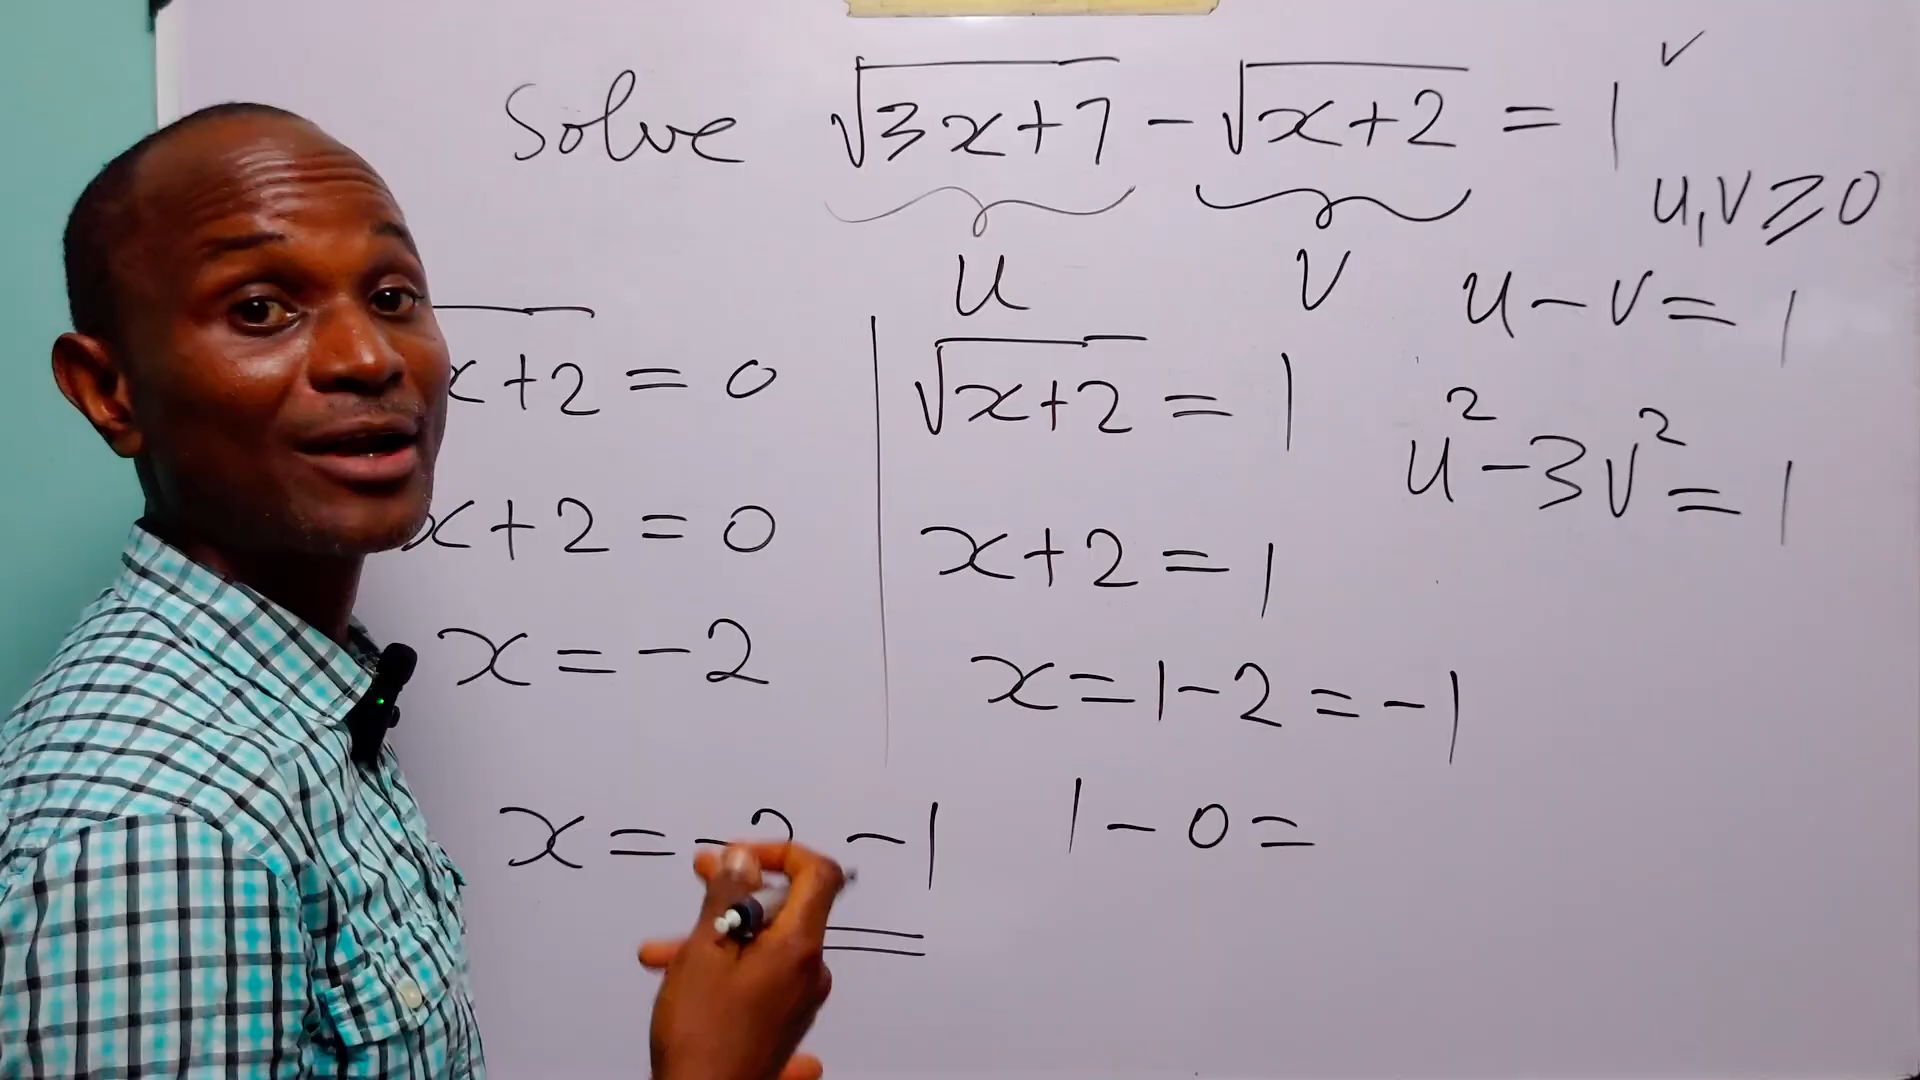 Solve √3x+7 - √x+2 = 1 ✓
u,v ≥ 0
u v
u - v = 1
u² - 3v² = 1
x+2 = 0
x+2 = 0
x = -2
√x+2 = 1
x+2 = 1
x = 1-2 = -1
x = -2 -1
1 - 0 =